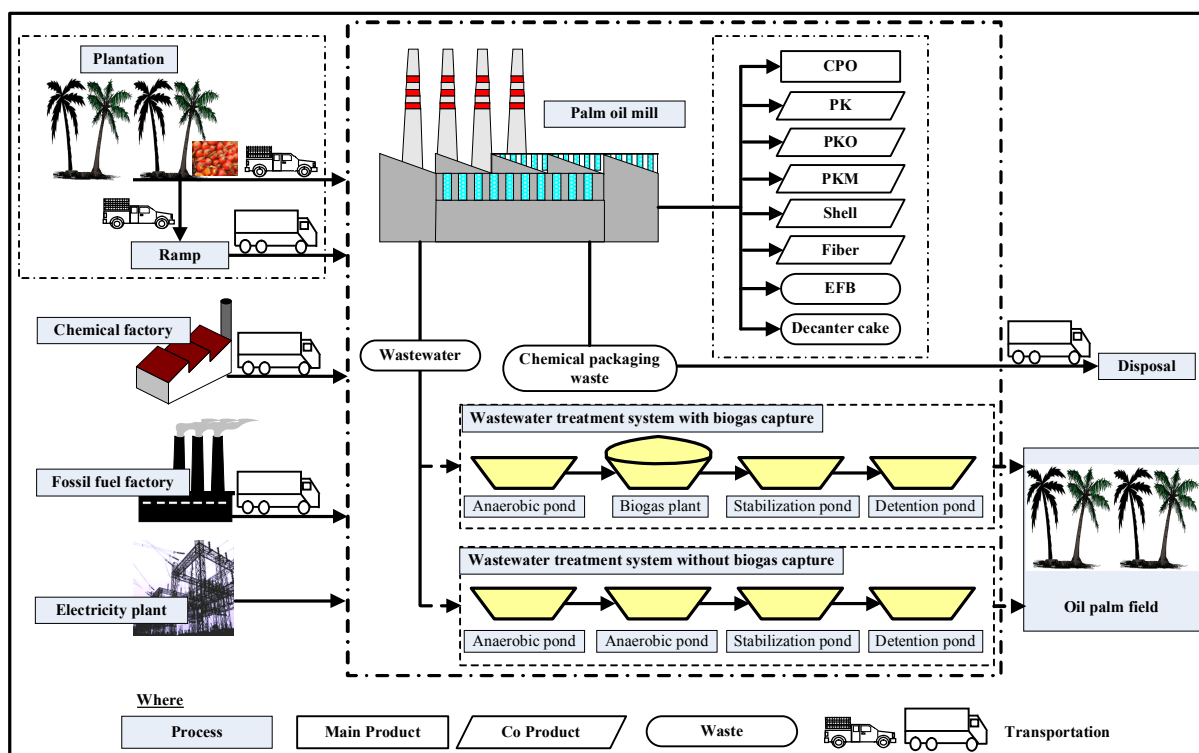 Plantation
Palm oil mill
CPO
PK
PKO
PKM
Shell
Fiber
EFB
Decanter cake
Ramp
Chemical factory
Wastewater
Chemical packaging
waste
Disposal
Wastewater treatment system with biogas capture
Anaerobic pond
Biogas plant
Stabilization pond
Detention pond
Fossil fuel factory
Wastewater treatment system without biogas capture
Anaerobic pond
Anaerobic pond
Stabilization pond
Detention pond
Electricity plant
Oil palm field
Where
Process
Main Product
Co Product
Waste
Transportation